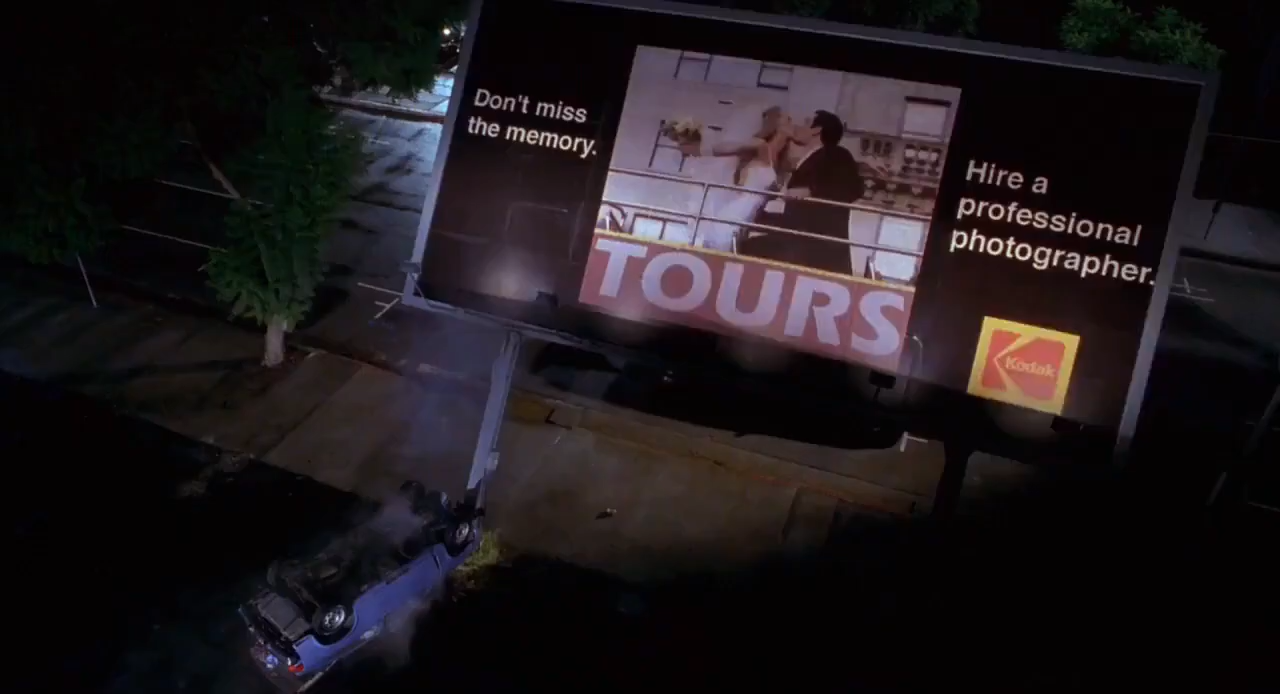 Don't miss
the memory.
TOURS
Hire a
professional
photographer.
Kodak